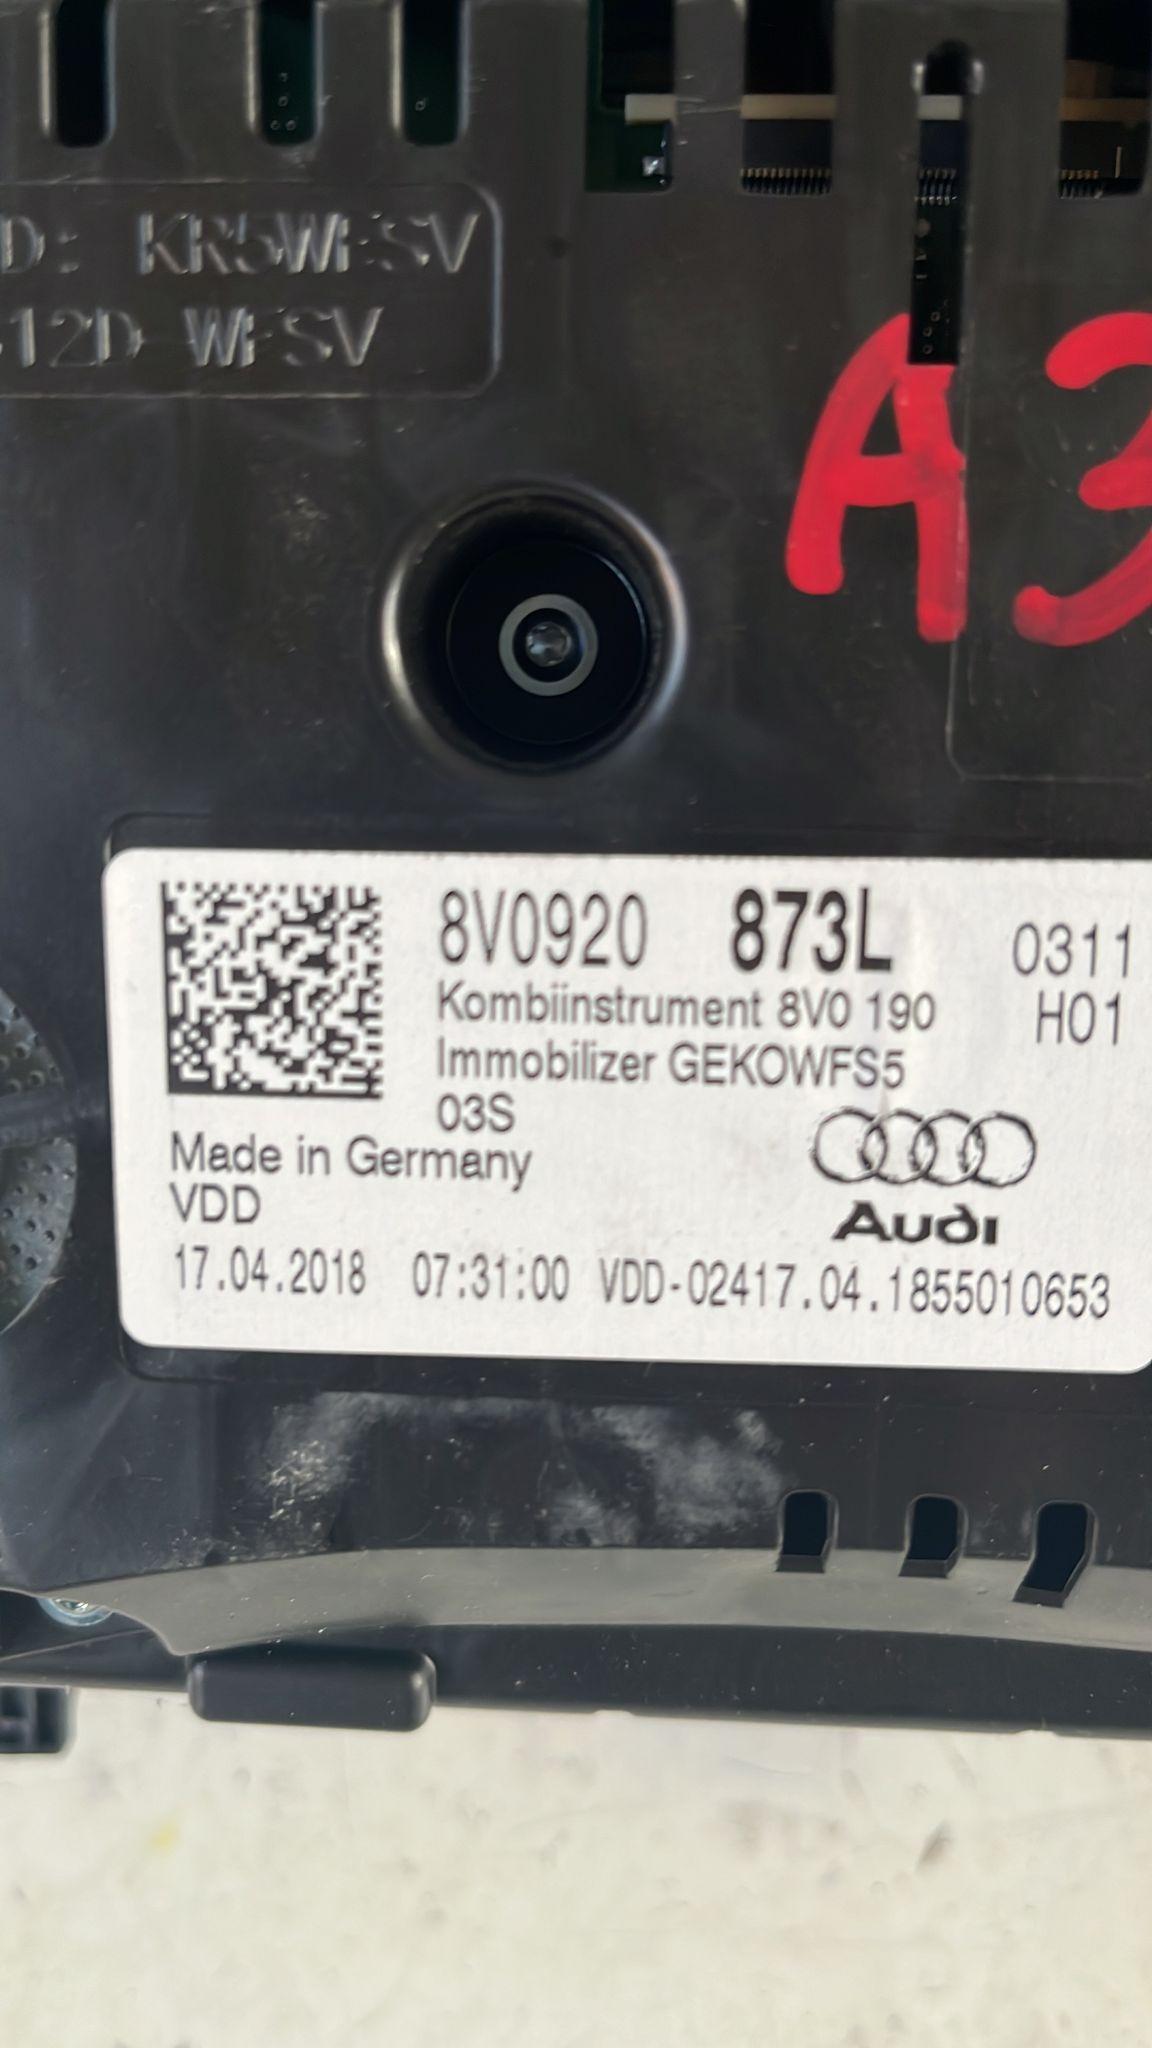 D: KR5WFSV
12D WFSV
A3
8V0920 873L 0311
Kombiinstrument 8V0 190 H01
Immobilizer GEKOWFS5
03S
Made in Germany
VDD
Audi
17.04.2018 07:31:00 VDD-02417.04.1855010653